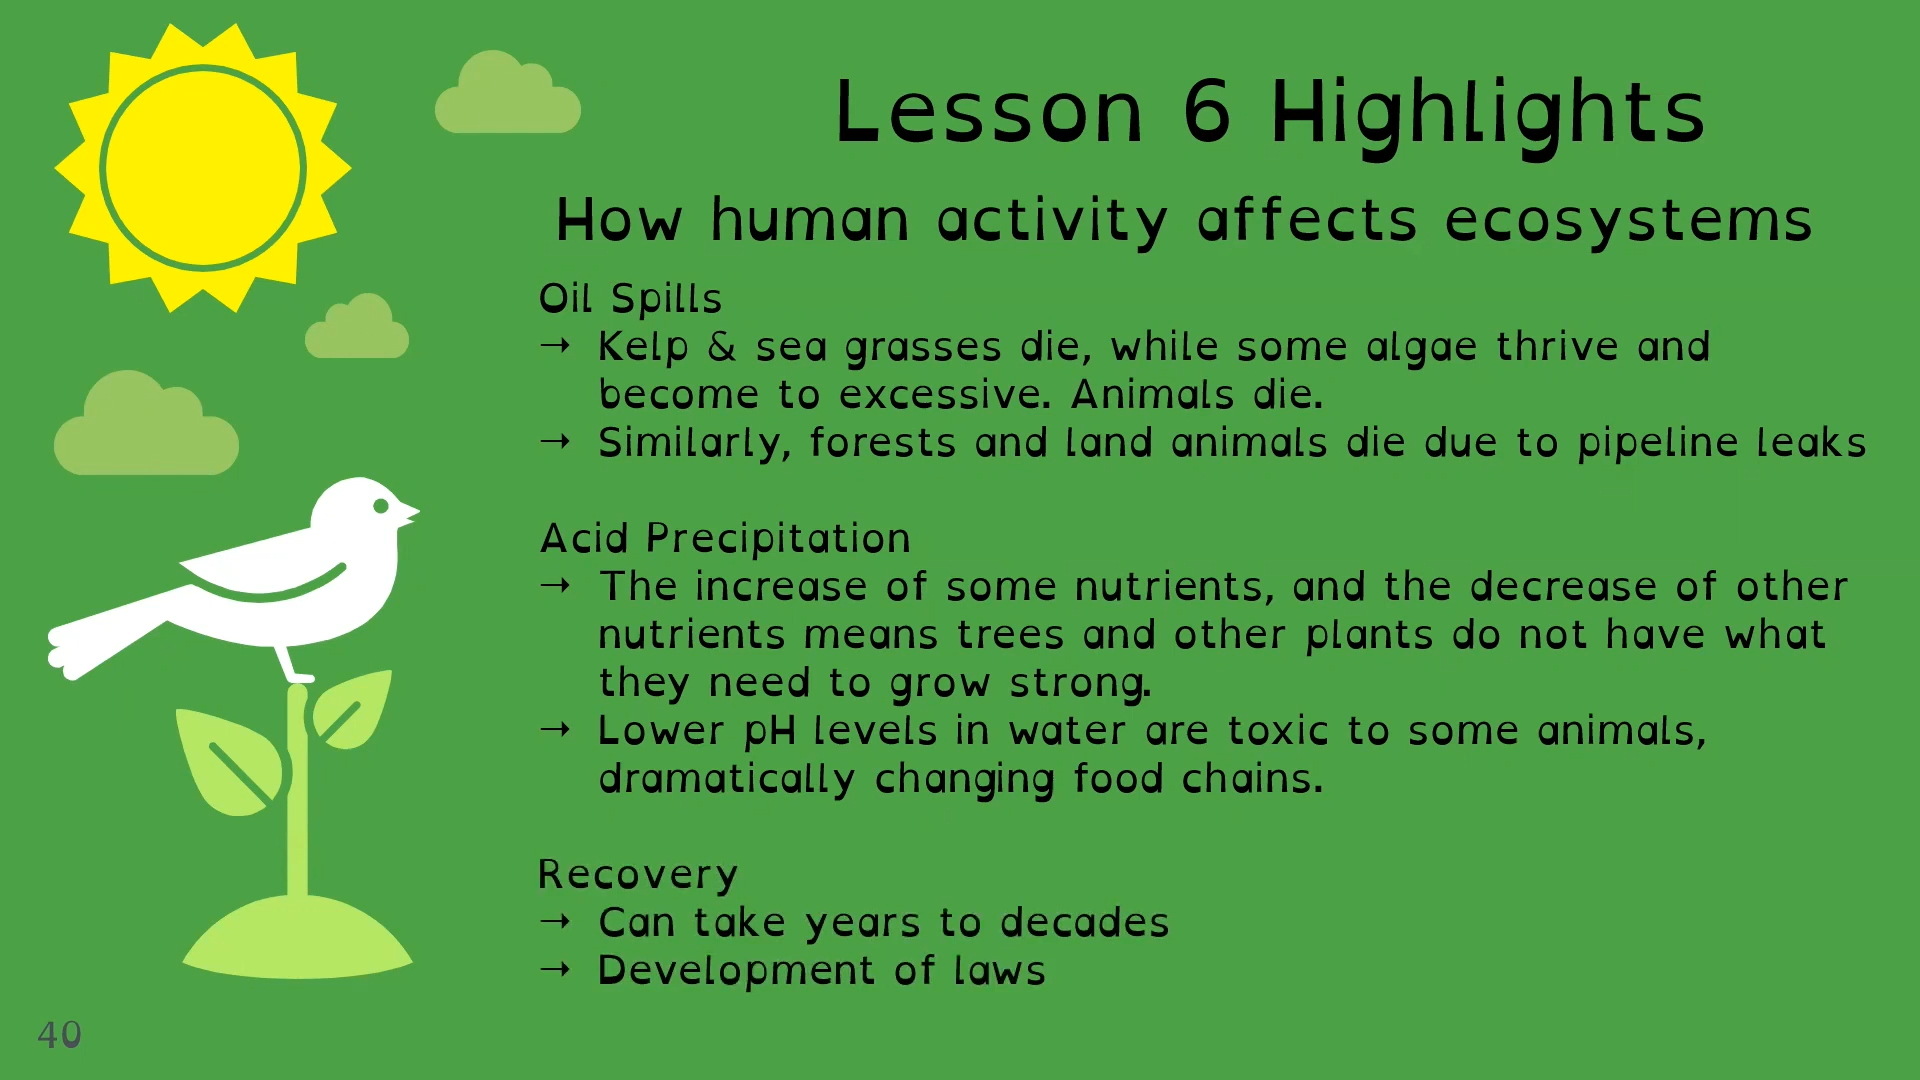 Lesson 6 Highlights
How human activity affects ecosystems
Oil Spills
→ Kelp & sea grasses die, while some algae thrive and
become to excessive. Animals die.
→ Similarly, forests and land animals die due to pipeline leaks
Acid Precipitation
→ The increase of some nutrients, and the decrease of other
nutrients means trees and other plants do not have what
they need to grow strong.
→ Lower pH levels in water are toxic to some animals,
dramatically changing food chains.
Recovery
→ Can take years to decades
→ Development of laws
40